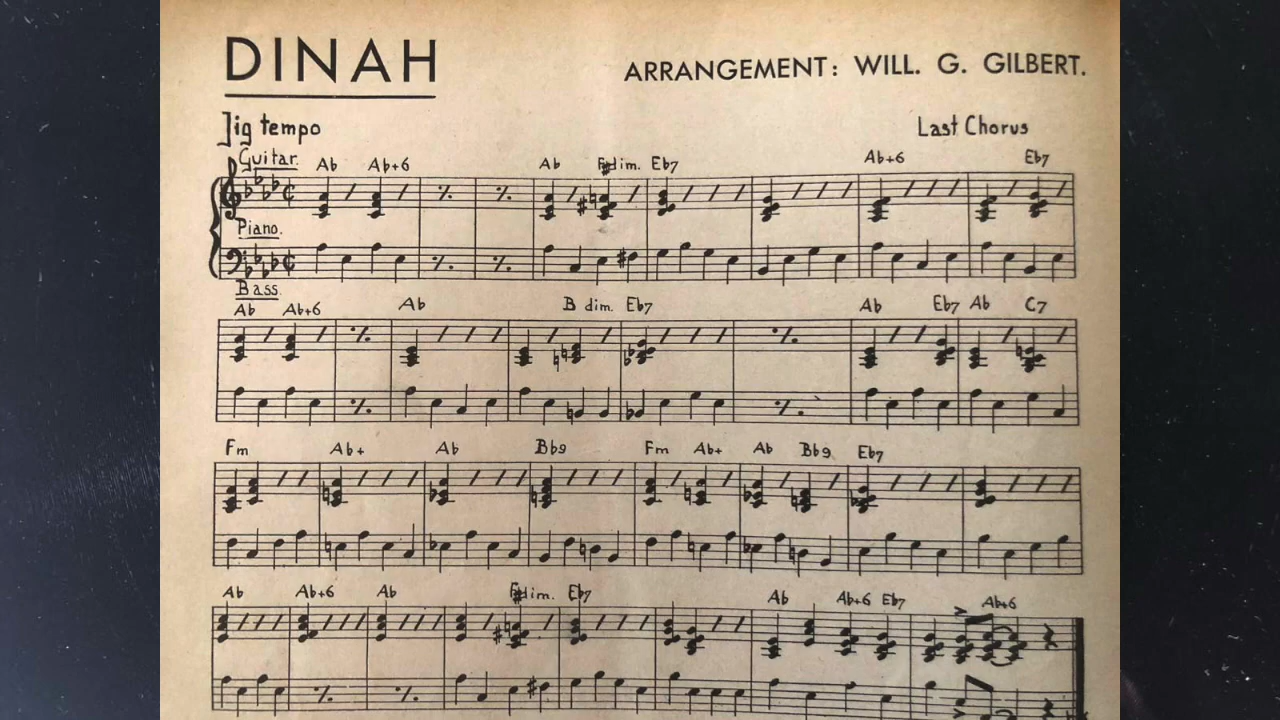 DINAH
ARRANGEMENT: WILL. G. GILBERT.
Jig tempo
Last Chorus
Guitar.
Ab Ab+6 Ab F#dim. Eb7 Ab+6 Eb7
Piano.
Bass
Ab Ab+6 Ab B dim. Eb7 Ab Eb7 Ab C7
Fm Ab+ Ab Bb9 Fm Ab+ Ab Bb9 Eb7
Ab Ab+6 Ab F#dim. Eb7 Ab Ab+6 Eb7 Ab+6